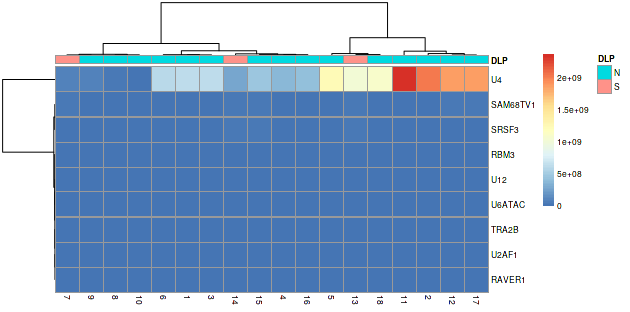 DLP
U4
SAM68TV1
SRSF3
RBM3
U12
U6ATAC
TRA2B
U2AF1
RAVER1
7 9 8 10 6 1 3 14 15 4 16 5 13 18 11 2 12 17
2e+09
1.5e+09
1e+09
5e+08
0
DLP
N
S